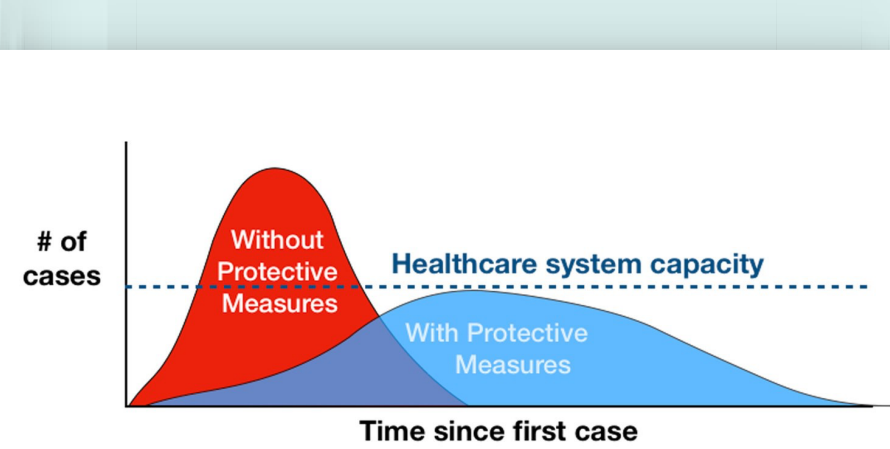 # of
cases
Without
Protective
Measures
Healthcare system capacity
With Protective
Measures
Time since first case